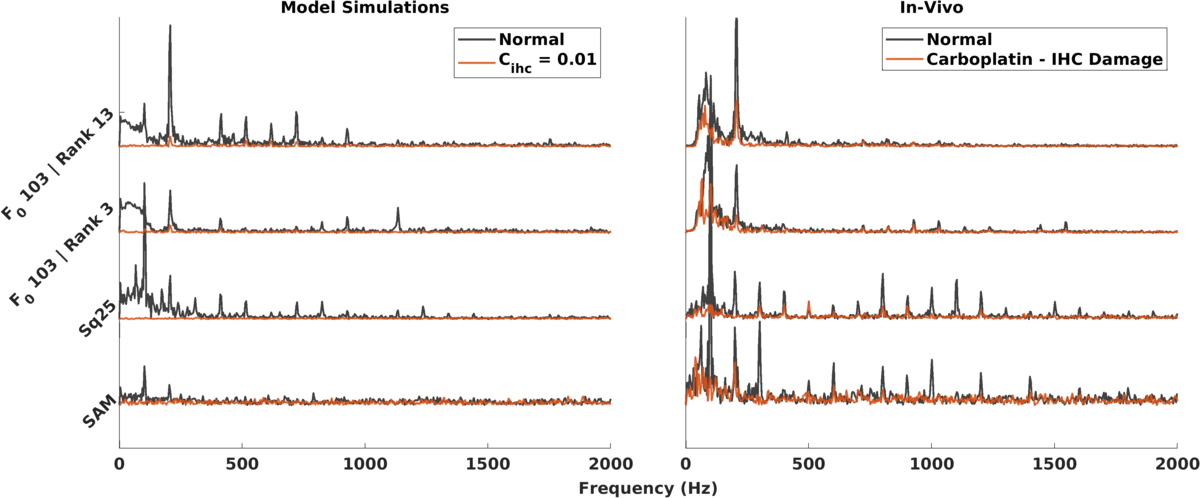 Model Simulations
In-Vivo
Normal
C_ihc = 0.01
Normal
Carboplatin - IHC Damage
F_0 103 | Rank 13
F_0 103 | Rank 3
Sq25
SAM
0 500 1000 1500 2000
0 500 1000 1500 2000
Frequency (Hz)